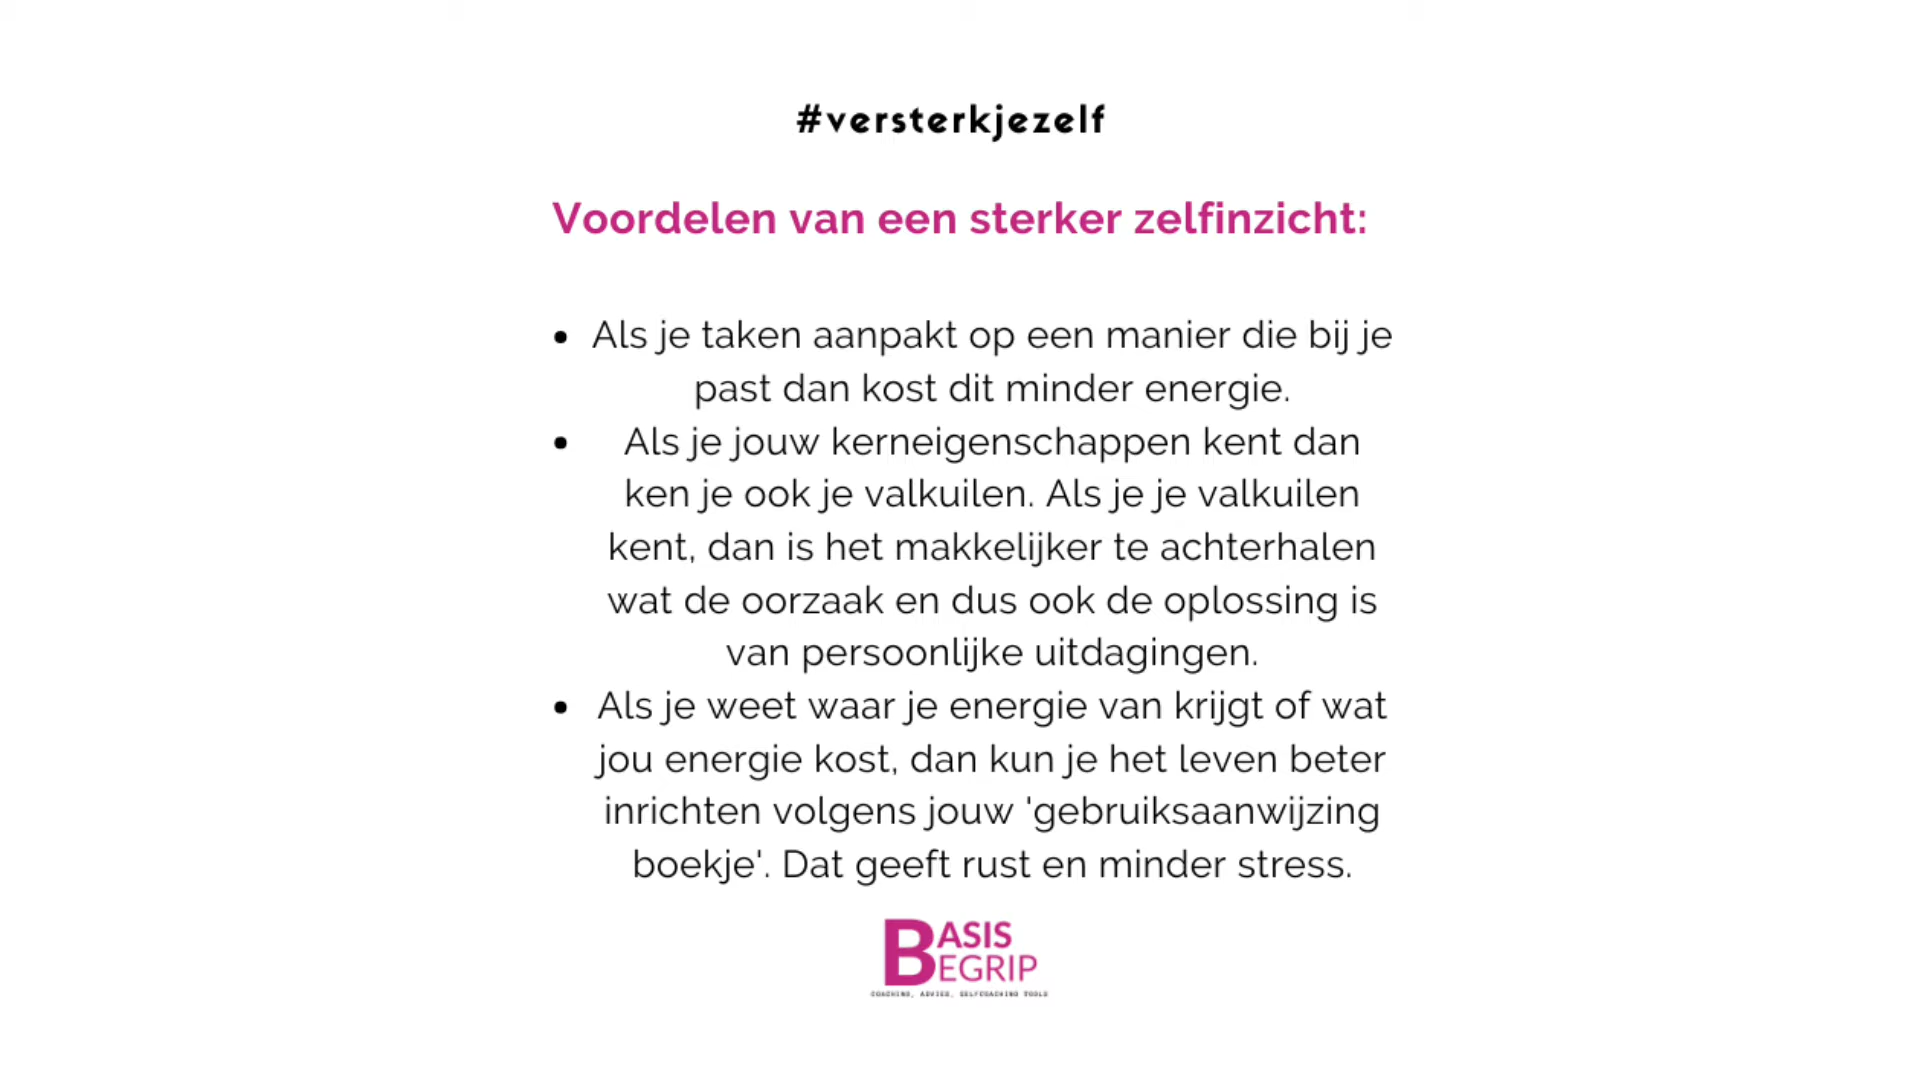 #versterkjezelf
Voordelen van een sterker zelfinzicht:
• Als je taken aanpakt op een manier die bij je
past dan kost dit minder energie.
• Als je jouw kerneigenschappen kent dan
ken je ook je valkuilen. Als je je valkuilen
kent, dan is het makkelijker te achterhalen
wat de oorzaak en dus ook de oplossing is
van persoonlijke uitdagingen.
• Als je weet waar je energie van krijgt of wat
jou energie kost, dan kun je het leven beter
inrichten volgens jouw 'gebruiksaanwijzing
boekje'. Dat geeft rust en minder stress.
BASIS
BEGRIP
COACHING, ADVIES, SELFCOACHING TOOLS